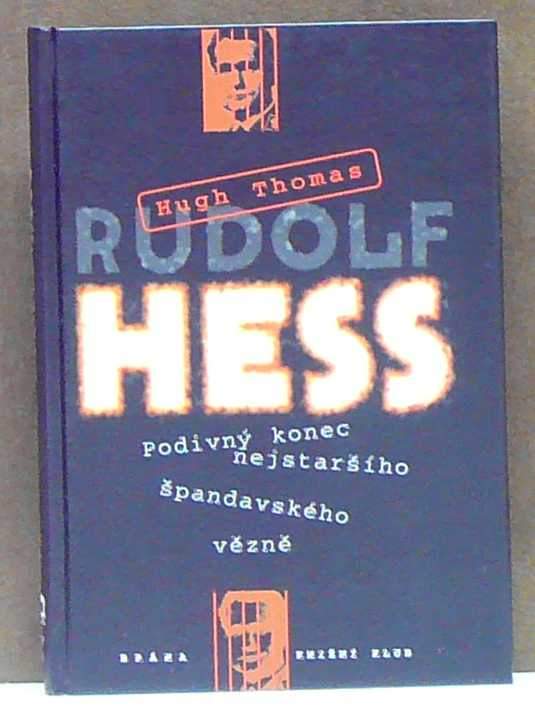 Hugh Thomas
RUDOLF
HESS
Podivný konec
nejstaršího
špandavského
vězně
BRÁNA KNIŽNÍ KLUB